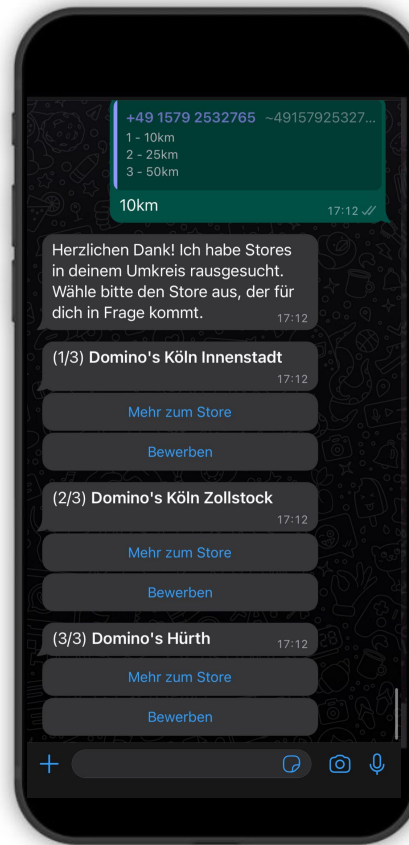 +49 1579 2532765 ~49157925327...
1 - 10km
2 - 25km
3 - 50km
10km
17:12
Herzlichen Dank! Ich habe Stores
in deinem Umkreis rausgesucht.
Wähle bitte den Store aus, der für
dich in Frage kommt.
17:12
(1/3) Domino's Köln Innenstadt
17:12
Mehr zum Store
Bewerben
(2/3) Domino's Köln Zollstock
17:12
Mehr zum Store
Bewerben
(3/3) Domino's Hürth
17:12
Mehr zum Store
Bewerben